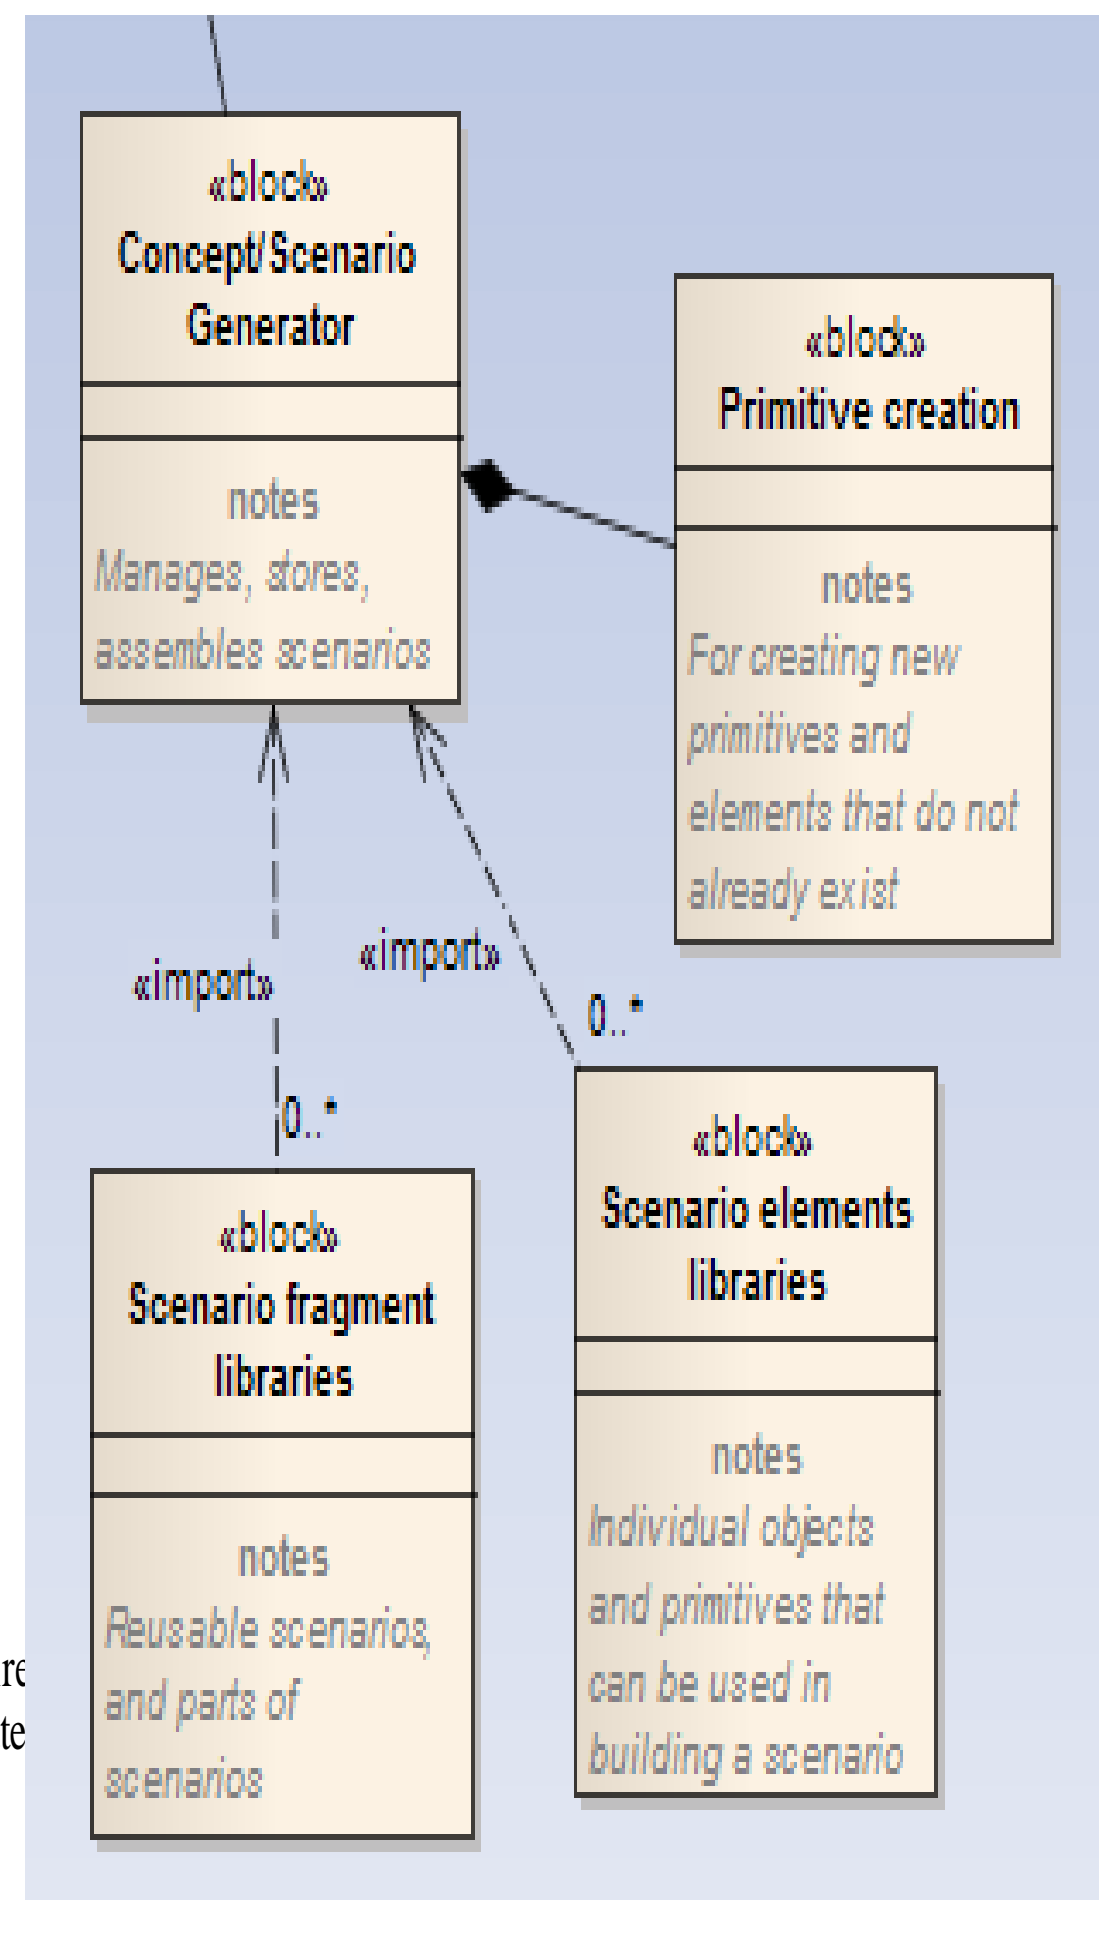 «block»
Concept/Scenario
Generator
notes
Manages, stores,
assembles scenarios
«block»
Primitive creation
notes
For creating new
primitives and
elements that do not
already exist
«import»
«import»
0..*
0..*
«block»
Scenario fragment
libraries
notes
Reusable scenarios,
and parts of
scenarios
«block»
Scenario elements
libraries
notes
Individual objects
and primitives that
can be used in
building a scenario
re
te